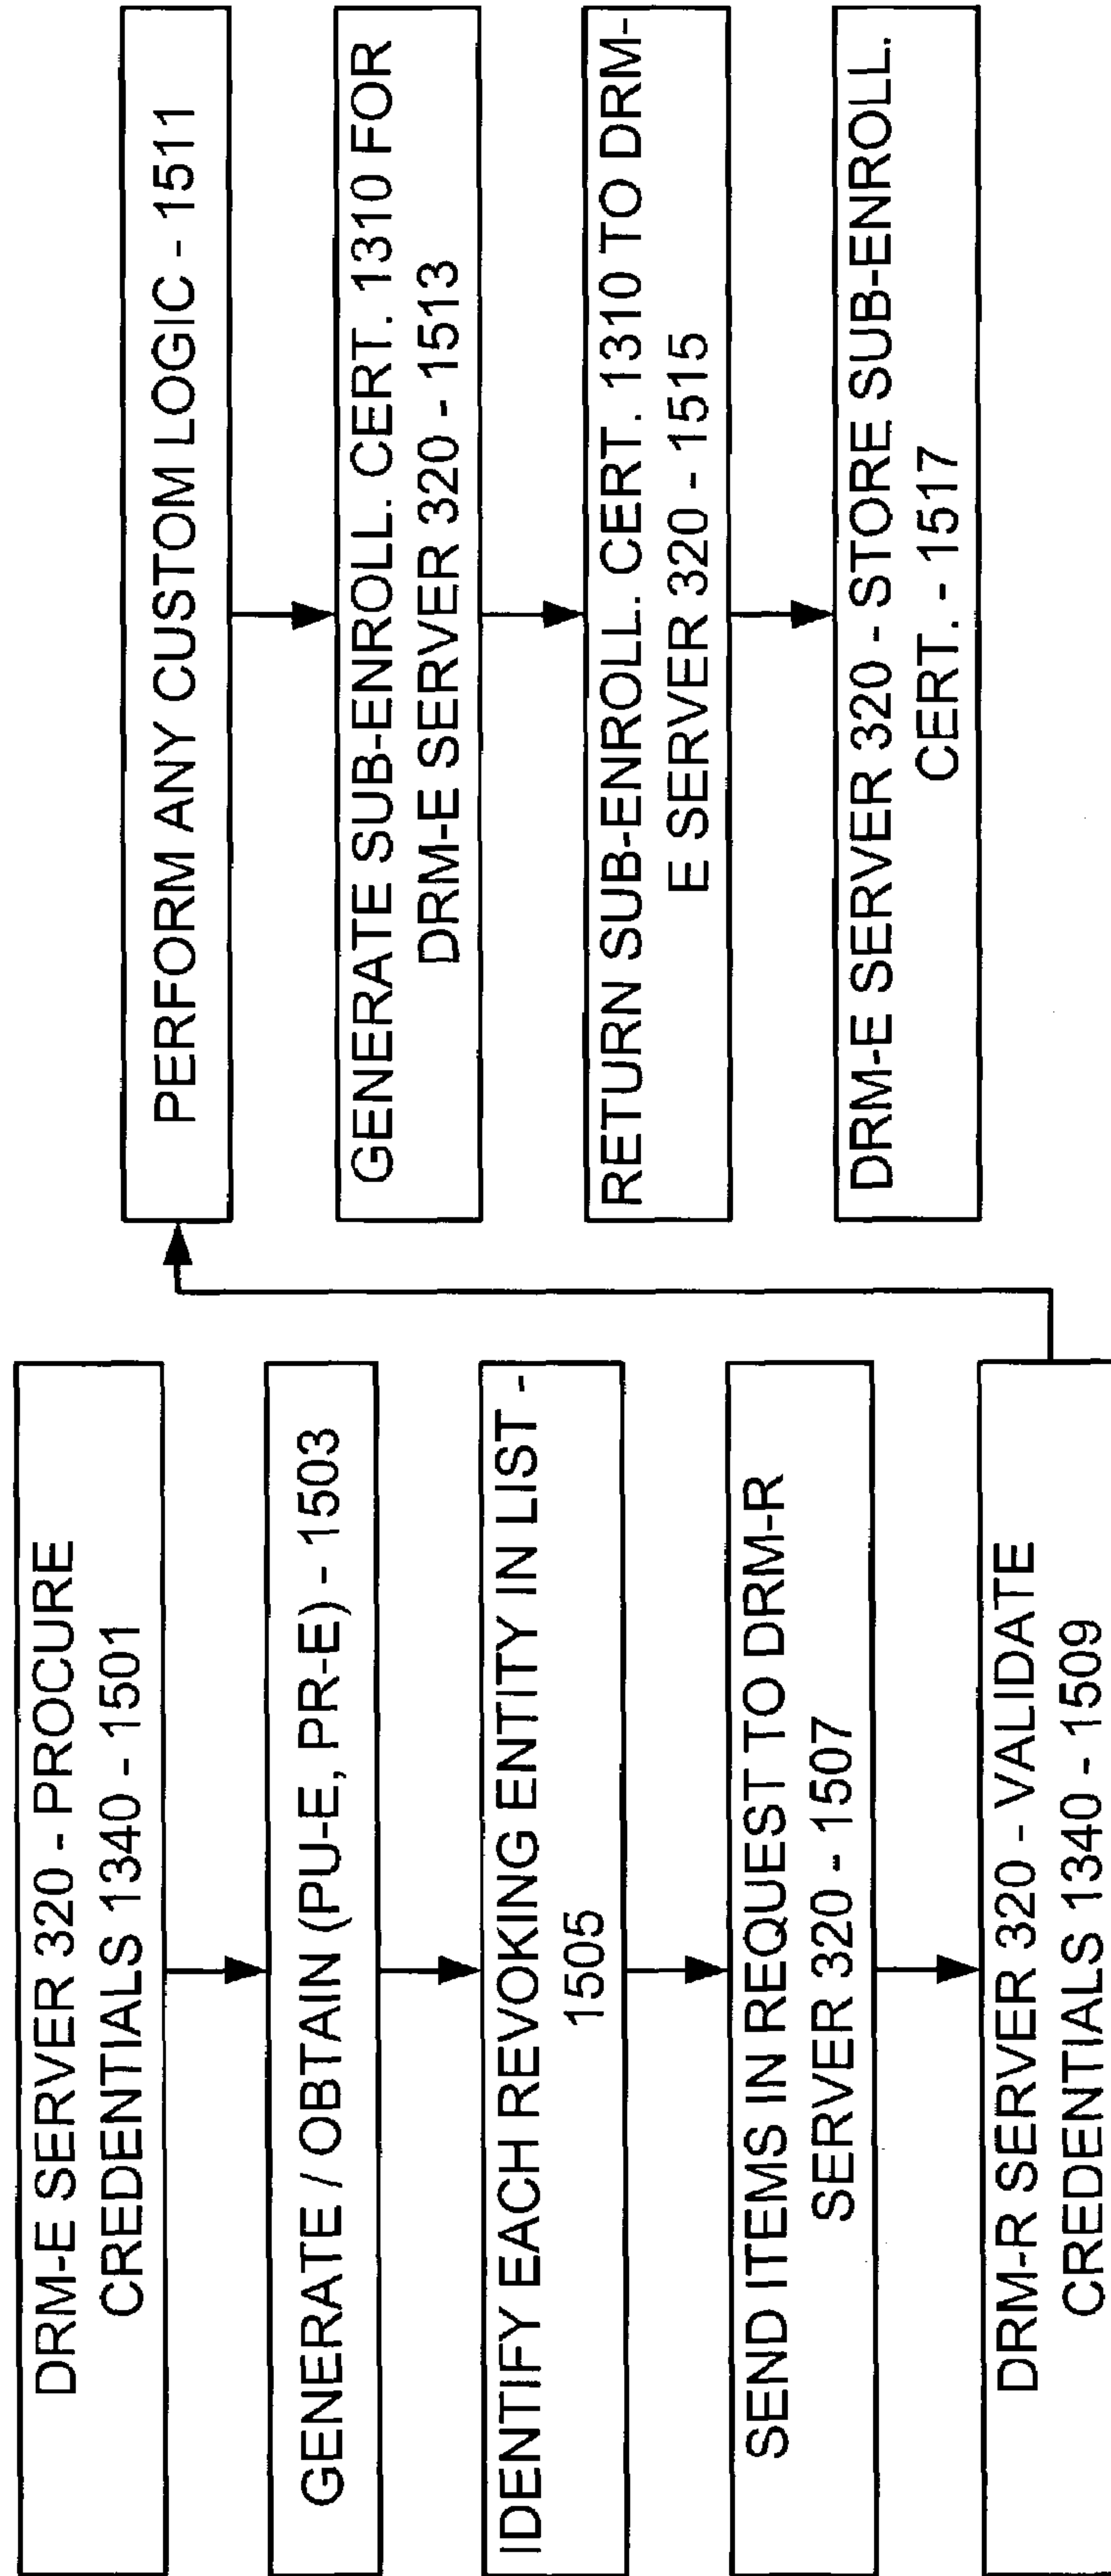 DRM-E SERVER 320 - PROCURE
CREDENTIALS 1340 - 1501
GENERATE / OBTAIN (PU-E, PR-E) - 1503
IDENTIFY EACH REVOKING ENTITY IN LIST -
1505
SEND ITEMS IN REQUEST TO DRM-R
SERVER 320 - 1507
DRM-R SERVER 320 - VALIDATE
CREDENTIALS 1340 - 1509
PERFORM ANY CUSTOM LOGIC - 1511
GENERATE SUB-ENROLL. CERT. 1310 FOR
DRM-E SERVER 320 - 1513
RETURN SUB-ENROLL. CERT. 1310 TO DRM-
E SERVER 320 - 1515
DRM-E SERVER 320 - STORE SUB-ENROLL.
CERT. - 1517